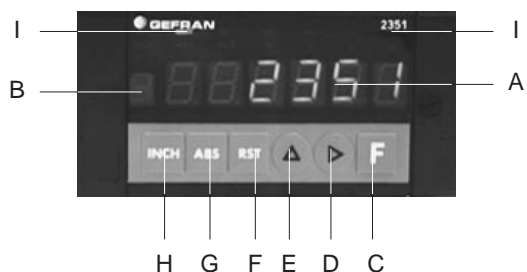 I GEFRAN 2351 I
B 2351 A
INCH ABS RST F
H G F E D C